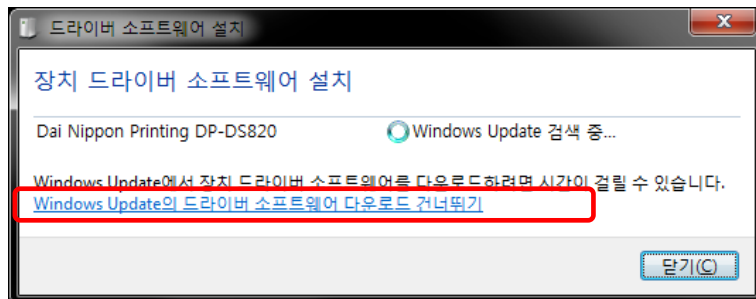 드라이버 소프트웨어 설치
장치 드라이버 소프트웨어 설치
Dai Nippon Printing DP-DS820 Windows Update 검색 중...
Windows Update에서 장치 드라이버 소프트웨어를 다운로드하려면 시간이 걸릴 수 있습니다.
Windows Update의 드라이버 소프트웨어 다운로드 건너뛰기
닫기(C)